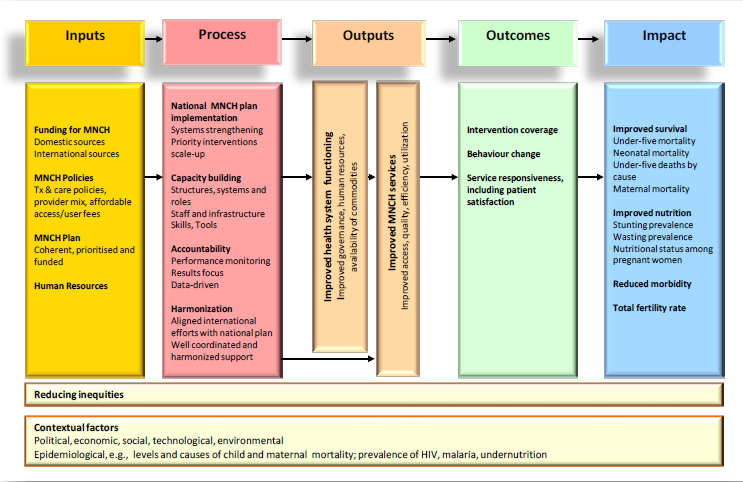 Inputs
Process
Outputs
Outcomes
Impact
Funding for MNCH
Domestic sources
International sources
MNCH Policies
Tx & care policies,
provider mix, affordable
access/user fees
MNCH Plan
Coherent, prioritised and
funded
Human Resources
National MNCH plan
implementation
Systems strengthening
Priority interventions
scale-up
Capacity building
Structures, systems and
roles
Staff and infrastructure
Skills, Tools
Accountability
Performance monitoring
Results focus
Data-driven
Harmonization
Aligned international
efforts with national plan
Well coordinated and
harmonized support
Improved health system functioning
Improved governance, human resources,
availability of commodities
Improved MNCH services
Improved access, quality, efficiency, utilization
Intervention coverage
Behaviour change
Service responsiveness,
including patient
satisfaction
Improved survival
Under-five mortality
Neonatal mortality
Under-five deaths by
cause
Maternal mortality
Improved nutrition
Stunting prevalence
Wasting prevalence
Nutritional status among
pregnant women
Reduced morbidity
Total fertility rate
Reducing inequities
Contextual factors
Political, economic, social, technological, environmental
Epidemiological, e.g., levels and causes of child and maternal mortality; prevalence of HIV, malaria, undernutrition